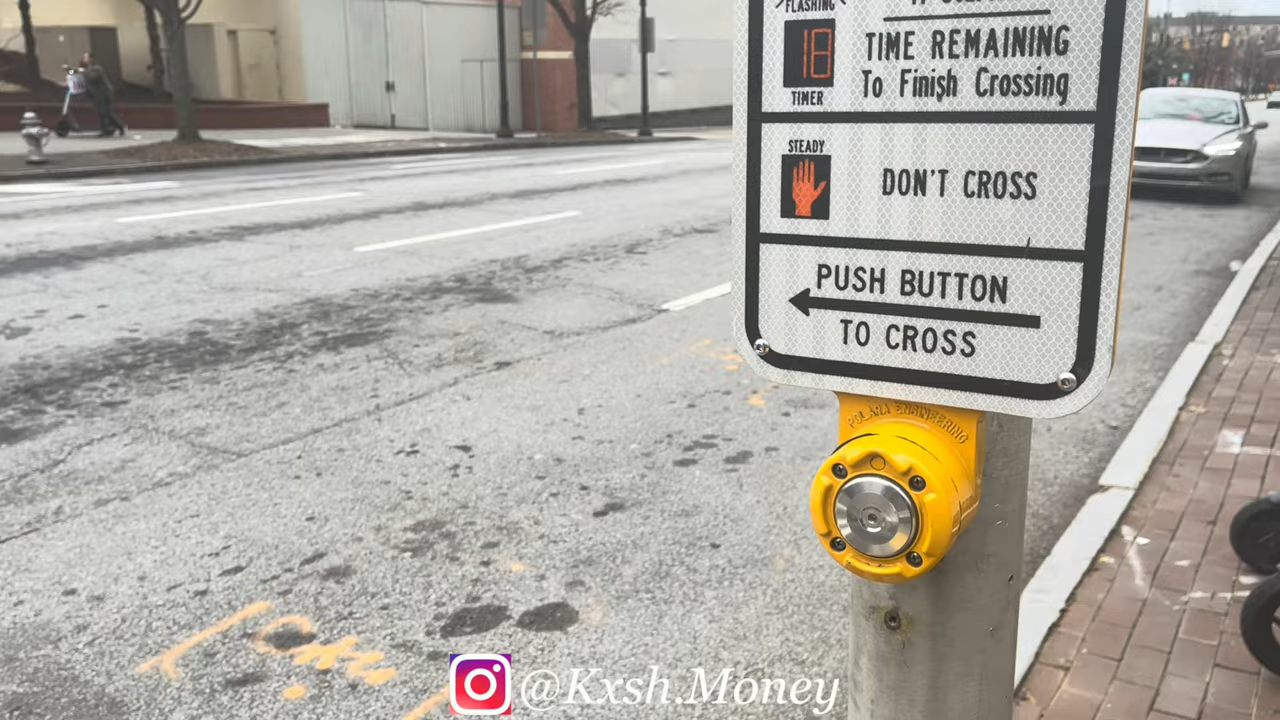 FLASHING
18
TIMER
TIME REMAINING
To Finish Crossing
STEADY
DON'T CROSS
PUSH BUTTON
TO CROSS
POLARA ENGINEERING
@Kxsh.Money